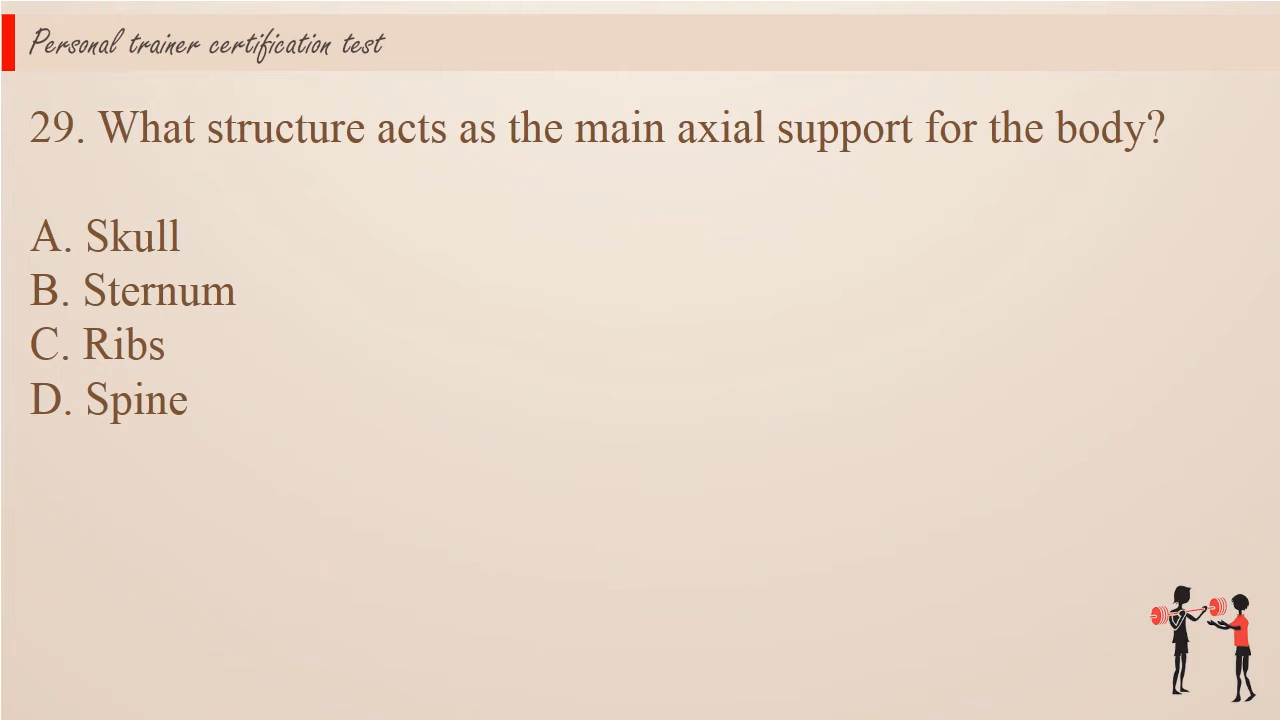 Personal trainer certification test
29. What structure acts as the main axial support for the body?
A. Skull
B. Sternum
C. Ribs
D. Spine